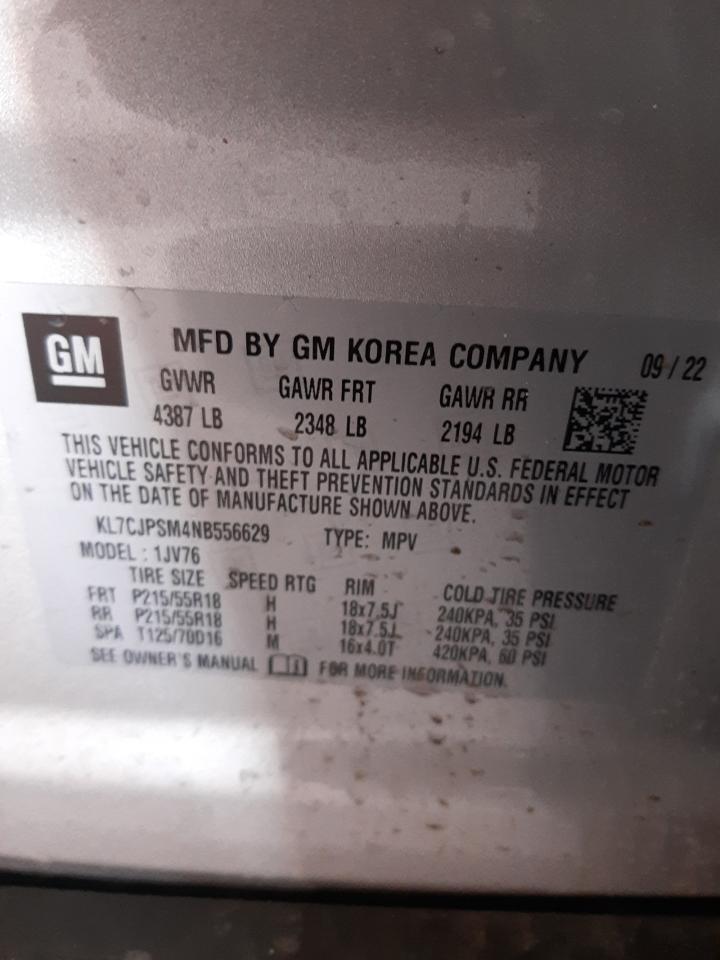 GM
MFD BY GM KOREA COMPANY 09 / 22
GVWR GAWR FRT GAWR RR
4387 LB 2348 LB 2194 LB
THIS VEHICLE CONFORMS TO ALL APPLICABLE U.S. FEDERAL MOTOR
VEHICLE SAFETY AND THEFT PREVENTION STANDARDS IN EFFECT
ON THE DATE OF MANUFACTURE SHOWN ABOVE.
KL7CJPSM4NB556629 TYPE: MPV
MODEL : 1JV76
TIRE SIZE SPEED RTG RIM COLD TIRE PRESSURE
FRT P215/55R18 H 18x7.5J 240KPA, 35 PSI
RR P215/55R18 H 18x7.5J 240KPA, 35 PSI
SPA T125/70D16 M 16x4.0T 420KPA, 60 PSI
SEE OWNER'S MANUAL FOR MORE INFORMATION.